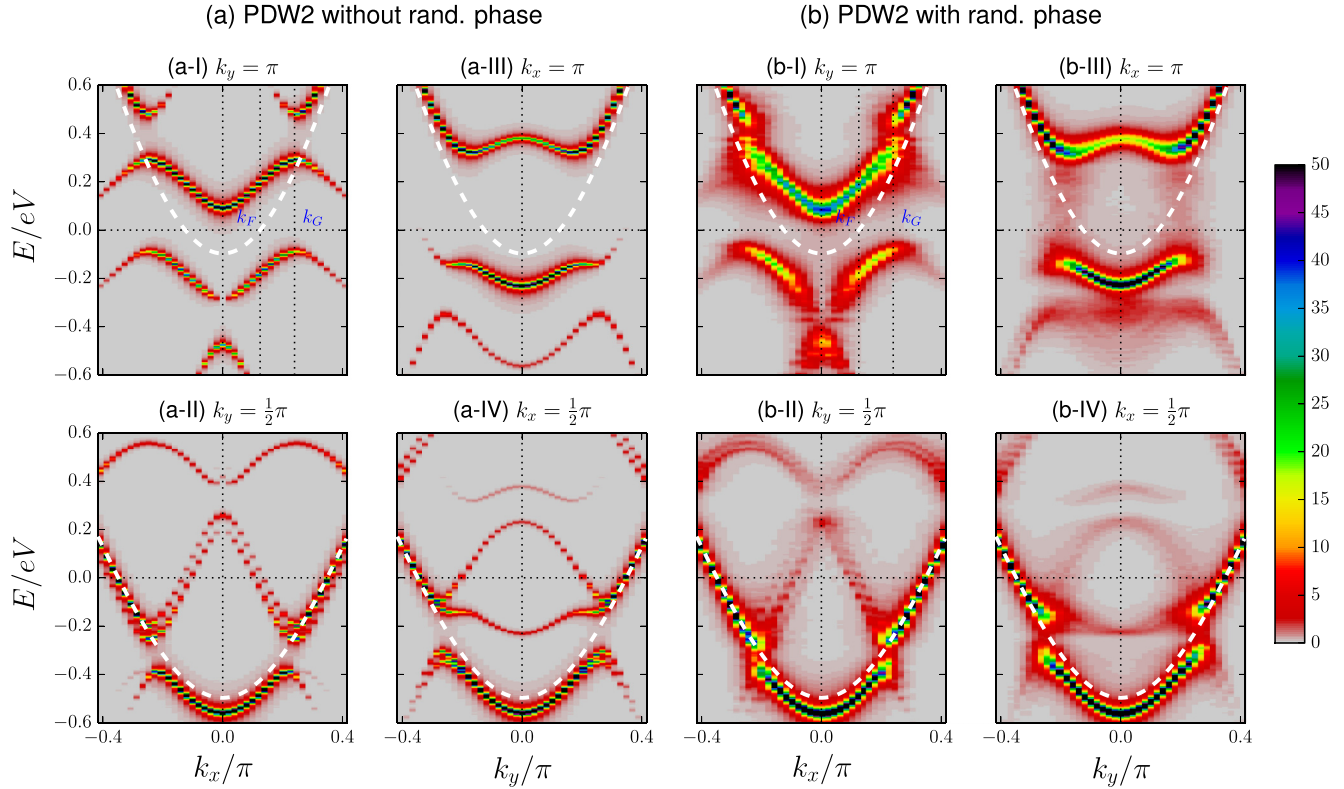 (a) PDW2 without rand. phase (b) PDW2 with rand. phase
(a-I) k_y = π (a-III) k_x = π (b-I) k_y = π (b-III) k_x = π
0.6
0.4
0.2
0.0
−0.2
−0.4
−0.6
E/eV
k_F k_G
k_F k_G
50
45
40
35
30
25
20
15
10
5
0
(a-II) k_y = 1/2 π (a-IV) k_x = 1/2 π (b-II) k_y = 1/2 π (b-IV) k_x = 1/2 π
0.6
0.4
0.2
0.0
−0.2
−0.4
−0.6
E/eV
−0.4 0.0 0.4 −0.4 0.0 0.4 −0.4 0.0 0.4 −0.4 0.0 0.4
k_x/π k_y/π k_x/π k_y/π